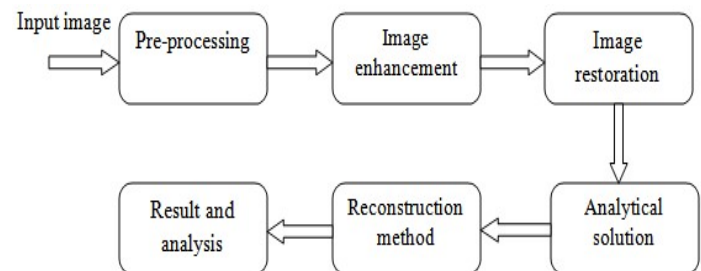 Input image
Pre-processing
Image
enhancement
Image
restoration
Analytical
solution
Reconstruction
method
Result and
analysis